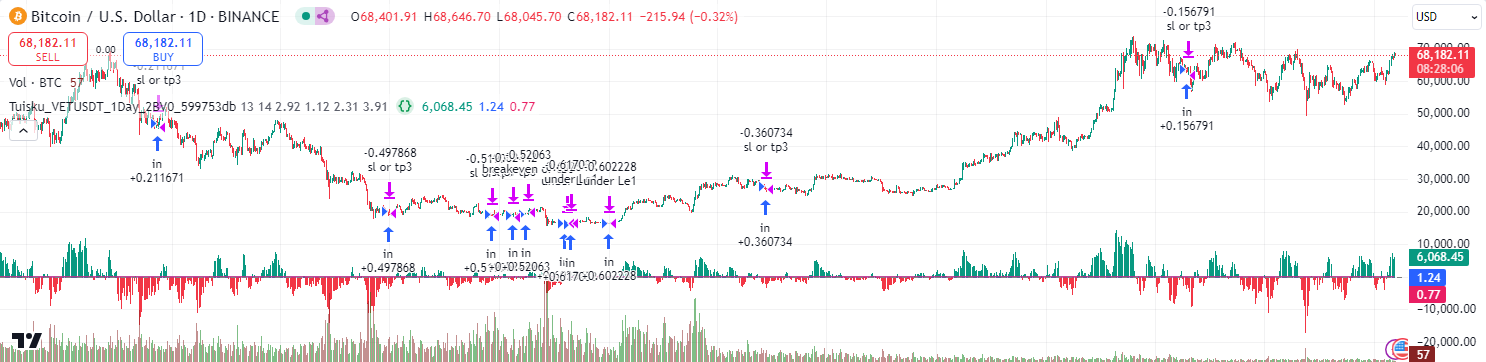 Bitcoin / U.S. Dollar · 1D · BINANCE O68,401.91 H68,646.70 L68,045.70 C68,182.11 −215.94 (−0.32%)
USD
68,182.11
SELL
0.00
68,182.11
BUY
Vol · BTC 57
Tuisku_VETUSDT_1Day_2BV0_599753db 13 14 2.92 1.12 2.31 3.91 {} 6,068.45 1.24 0.77
sl or tp3
in
+0.211671
-0.497868
sl or tp3
in
+0.497868
-0.52063
breakeven
in
in
in
+0.52063
-0.602228
under Le1
in
+0.602228
-0.360734
sl or tp3
in
+0.360734
-0.156791
sl or tp3
in
+0.156791
70,000.00
68,182.11
08:28:06
60,000.00
50,000.00
40,000.00
30,000.00
20,000.00
10,000.00
6,068.45
1.24
0.77
−10,000.00
−20,000.00
57